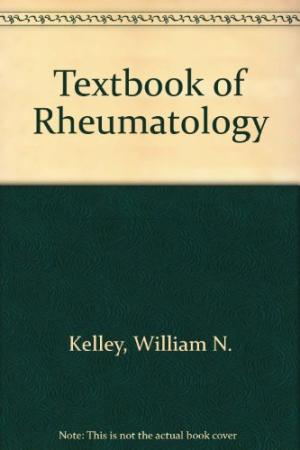 Textbook of
Rheumatology
Kelley, William N.
Note: This is not the actual book cover